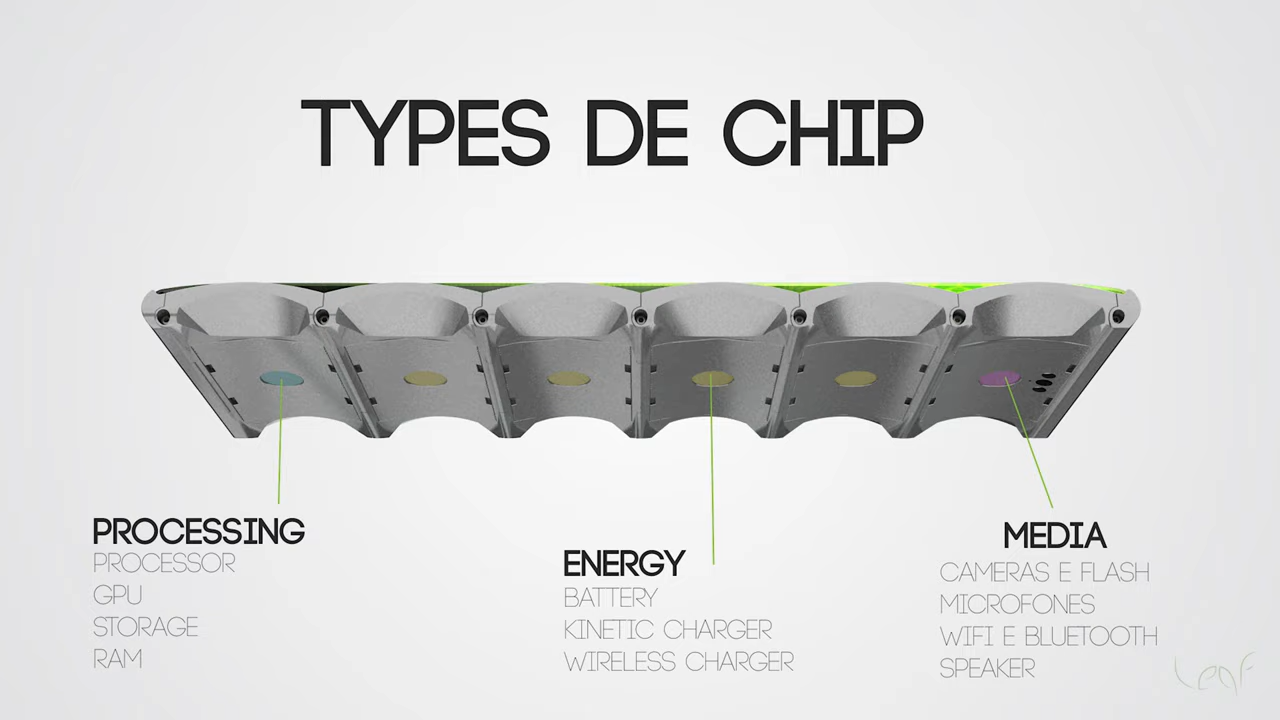 TYPES DE CHIP
PROCESSING
PROCESSOR
GPU
STORAGE
RAM
ENERGY
BATTERY
KINETIC CHARGER
WIRELESS CHARGER
MEDIA
CAMERAS E FLASH
MICROFONES
WIFI E BLUETOOTH
SPEAKER
Leaf